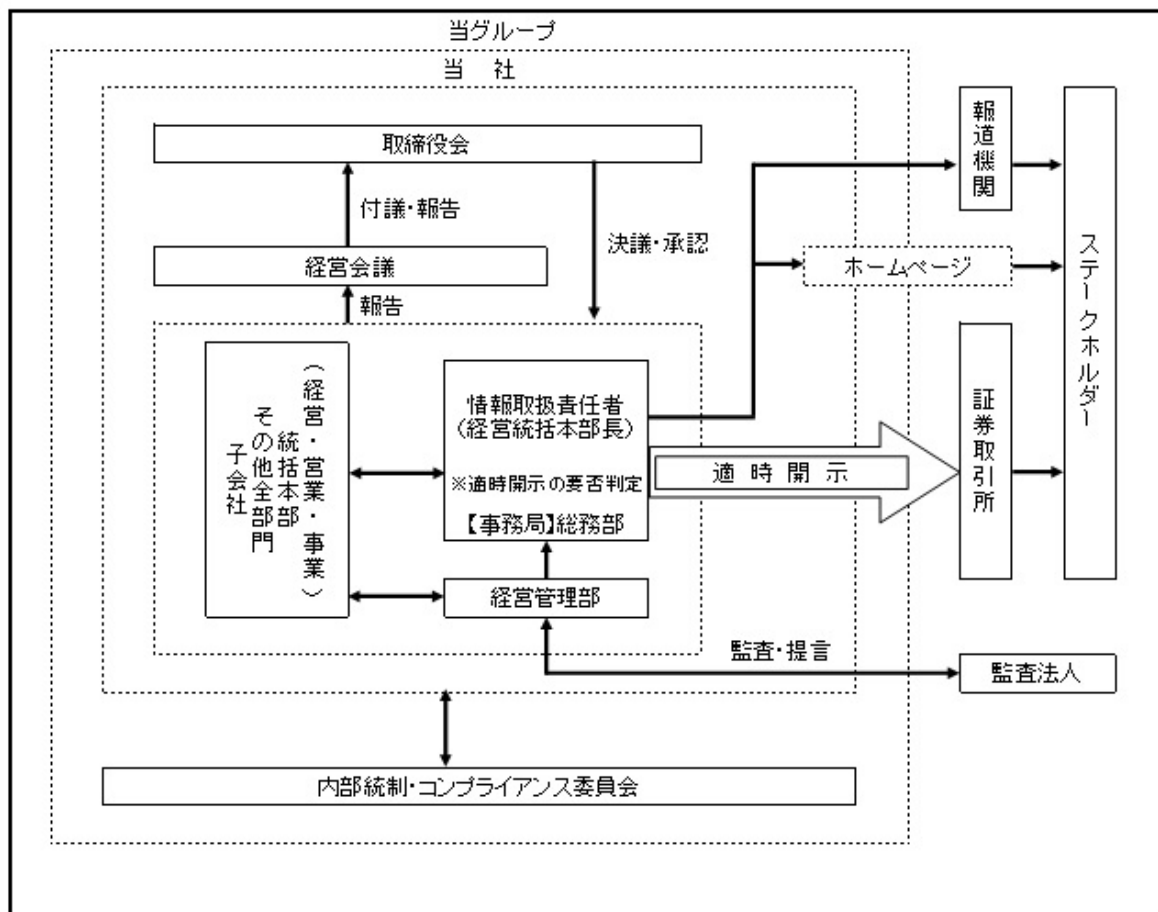 当グループ
当 社
取締役会
付議・報告
決議・承認
経営会議
報告
（経営・営業・事業）
統括本部
その他全部門
子会社
情報取扱責任者
（経営統括本部長）
※適時開示の要否判定
【事務局】総務部
経営管理部
適 時 開 示
報道機関
ホームページ
証券取引所
ステークホルダー
監査・提言
監査法人
内部統制・コンプライアンス委員会